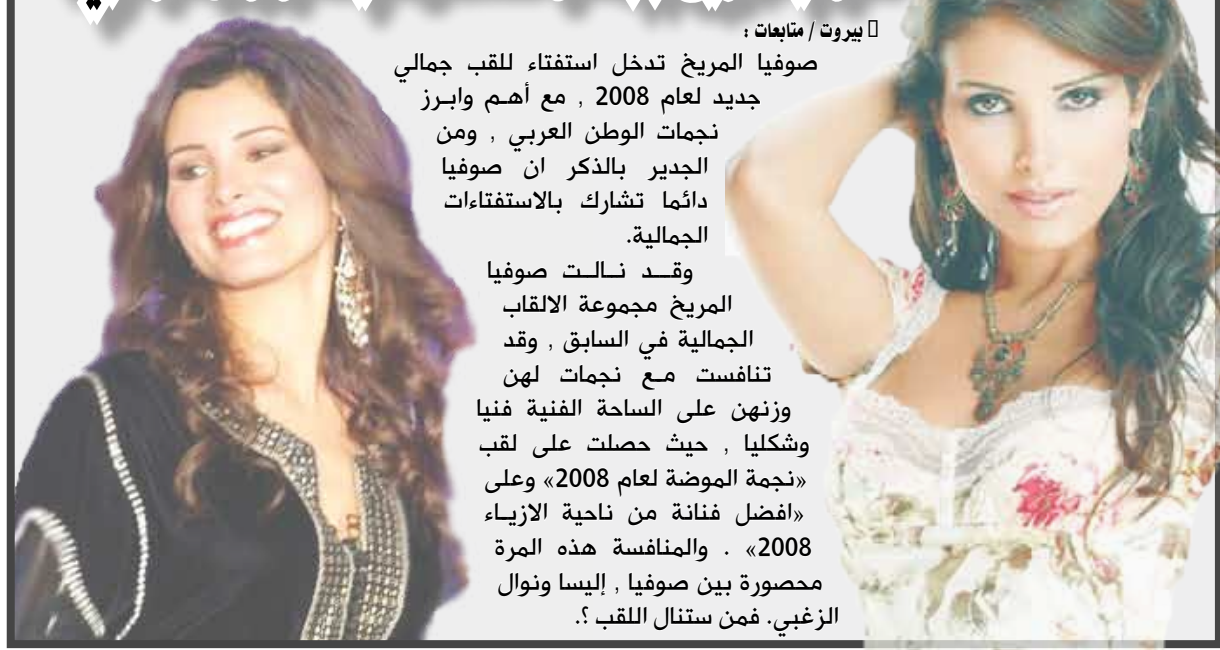 بيروت / متابعات :
صوفيا المريخ تدخل استفتاء للقب جمالي
جديد لعام 2008 , مع أهم وابرز
نجمات الوطن العربي , ومن
الجدير بالذكر ان صوفيا
دائما تشارك بالاستفتاءات
الجمالية.
وقد نالت صوفيا
المريخ مجموعة الالقاب
الجمالية في السابق , وقد
تنافست مع نجمات لهن
وزنهن على الساحة الفنية فنيا
وشكليا , حيث حصلت على لقب
«نجمة الموضة لعام 2008» وعلى
«افضل فنانة من ناحية الازياء
2008» . والمنافسة هذه المرة
محصورة بين صوفيا , إليسا ونوال
الزغبي. فمن ستنال اللقب ؟.